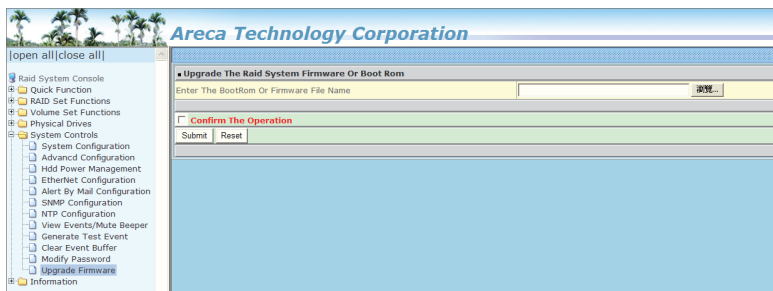 Areca Technology Corporation
|open all|close all|
Raid System Console
Quick Function
RAID Set Functions
Volume Set Functions
Physical Drives
System Controls
System Configuration
Advancd Configuration
Hdd Power Management
EtherNet Configuration
Alert By Mail Configuration
SNMP Configuration
NTP Configuration
View Events/Mute Beeper
Generate Test Event
Clear Event Buffer
Modify Password
Upgrade Firmware
Information
Upgrade The Raid System Firmware Or Boot Rom
Enter The BootRom Or Firmware File Name
瀏覽...
Confirm The Operation
Submit Reset